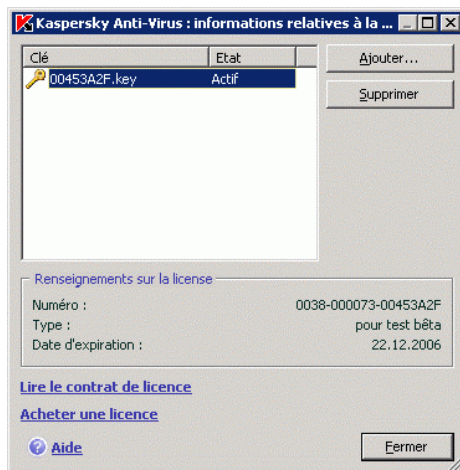 Kaspersky Anti-Virus : informations relatives à la ...
Clé Etat
Ajouter...
00453A2F.key Actif
Supprimer
Renseignements sur la license
Numéro : 0038-000073-00453A2F
Type : pour test bêta
Date d'expiration : 22.12.2006
Lire le contrat de licence
Acheter une licence
Aide
Fermer